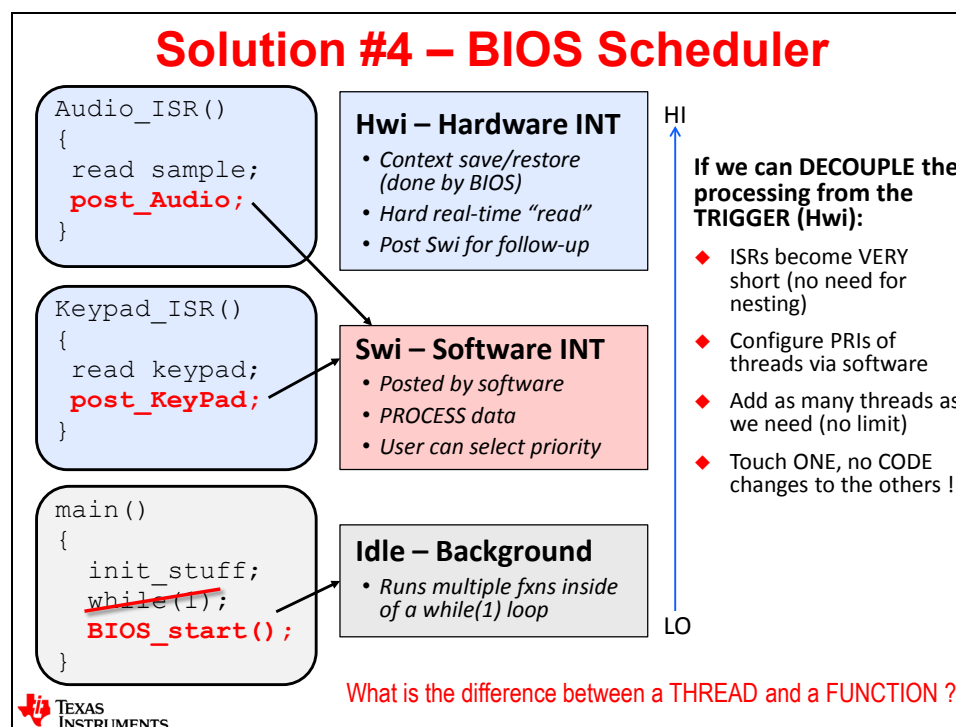 Solution #4 – BIOS Scheduler
Audio_ISR()
{
read sample;
post_Audio;
}
Hwi – Hardware INT
• Context save/restore
(done by BIOS)
• Hard real-time “read”
• Post Swi for follow-up
Keypad_ISR()
{
read keypad;
post_KeyPad;
}
Swi – Software INT
• Posted by software
• PROCESS data
• User can select priority
main()
{
init_stuff;
while(1);
BIOS_start();
}
Idle – Background
• Runs multiple fxns inside
of a while(1) loop
HI
LO
If we can DECOUPLE the
processing from the
TRIGGER (Hwi):
◆ ISRs become VERY
short (no need for
nesting)
◆ Configure PRIs of
threads via software
◆ Add as many threads as
we need (no limit)
◆ Touch ONE, no CODE
changes to the others !
What is the difference between a THREAD and a FUNCTION ?
TEXAS
INSTRUMENTS